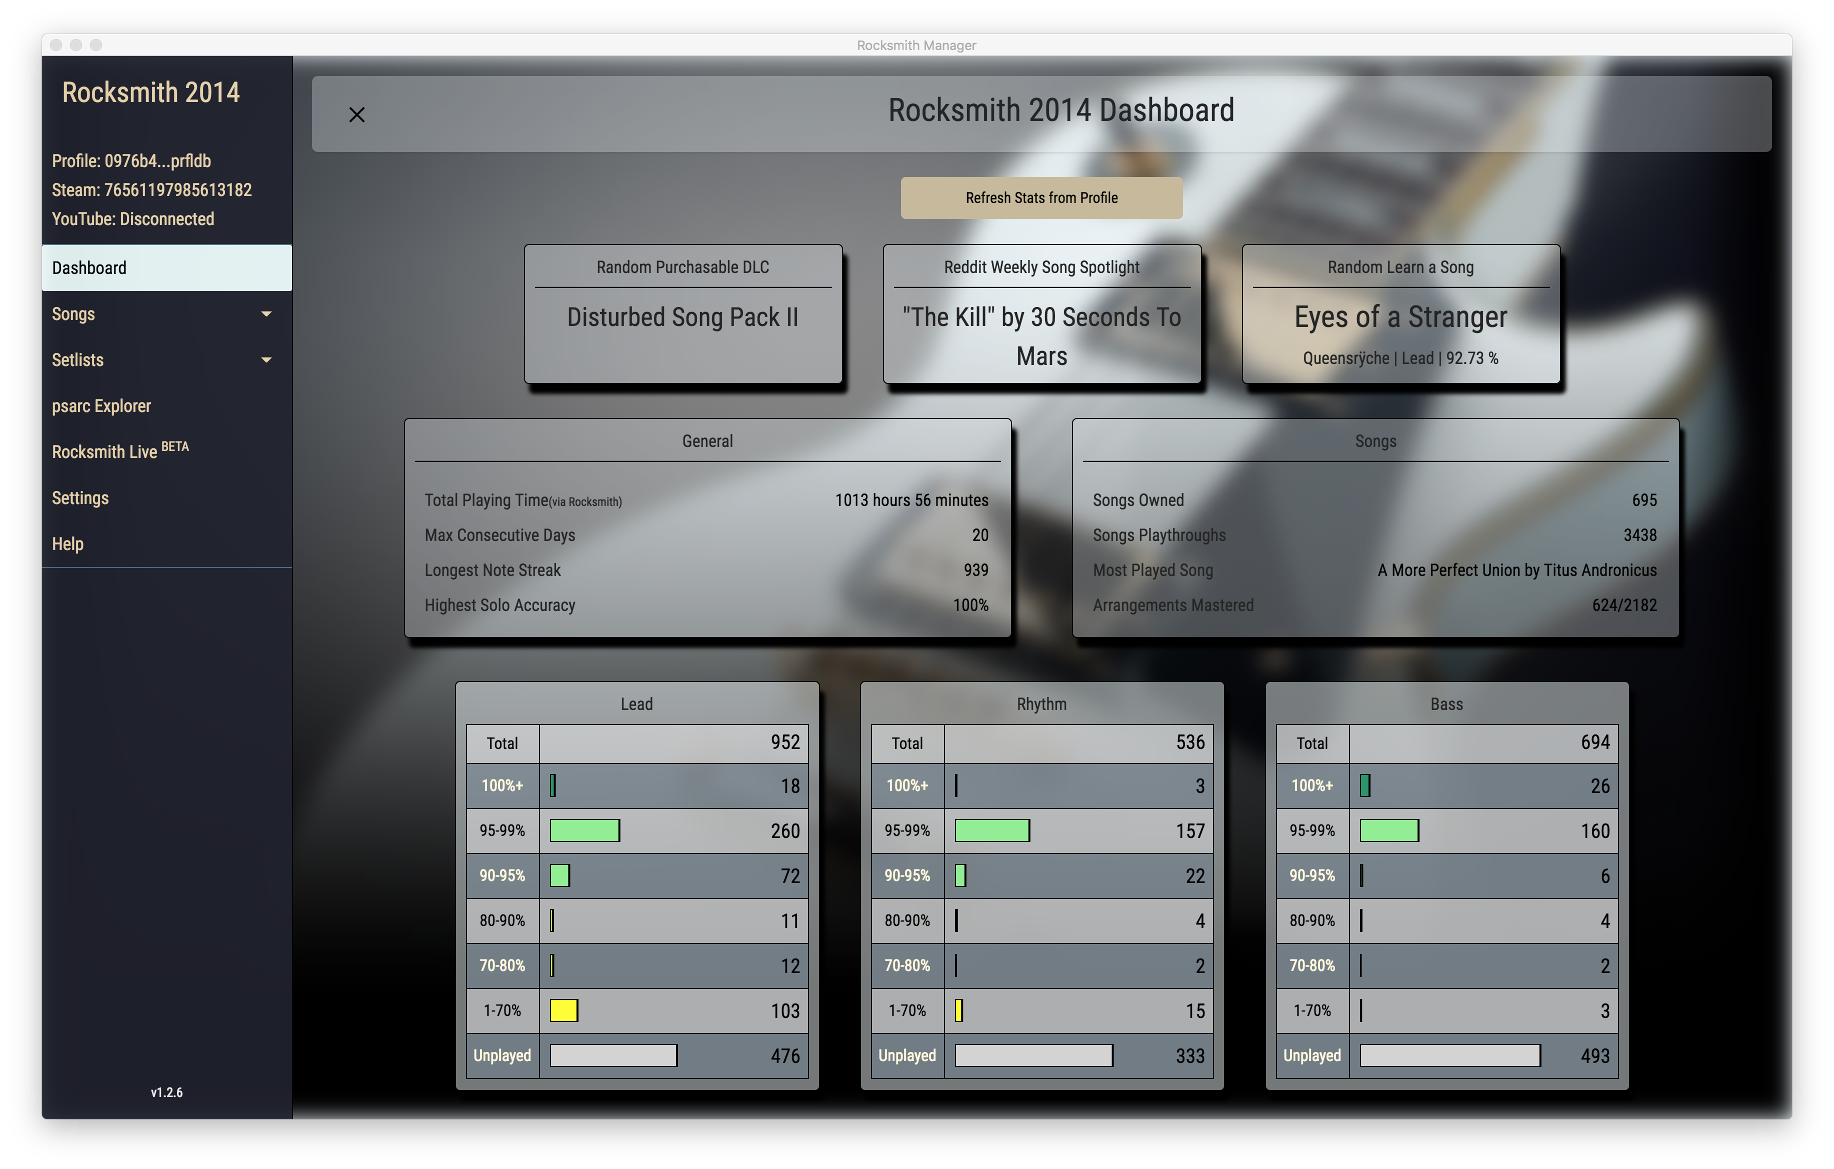 Rocksmith Manager
Rocksmith 2014
Profile: 0976b4...prfldb
Steam: 76561197985613182
YouTube: Disconnected
Dashboard
Songs
Setlists
psarc Explorer
Rocksmith Live BETA
Settings
Help
v1.2.6
Rocksmith 2014 Dashboard
Refresh Stats from Profile
Random Purchasable DLC
Disturbed Song Pack II
Reddit Weekly Song Spotlight
"The Kill" by 30 Seconds To
Mars
Random Learn a Song
Eyes of a Stranger
Queensrÿche | Lead | 92.73 %
General
Total Playing Time(via Rocksmith) 1013 hours 56 minutes
Max Consecutive Days 20
Longest Note Streak 939
Highest Solo Accuracy 100%
Songs
Songs Owned 695
Songs Playthroughs 3438
Most Played Song A More Perfect Union by Titus Andronicus
Arrangements Mastered 624/2182
Lead
Total 952
100%+ 18
95-99% 260
90-95% 72
80-90% 11
70-80% 12
1-70% 103
Unplayed 476
Rhythm
Total 536
100%+ 3
95-99% 157
90-95% 22
80-90% 4
70-80% 2
1-70% 15
Unplayed 333
Bass
Total 694
100%+ 26
95-99% 160
90-95% 6
80-90% 4
70-80% 2
1-70% 3
Unplayed 493